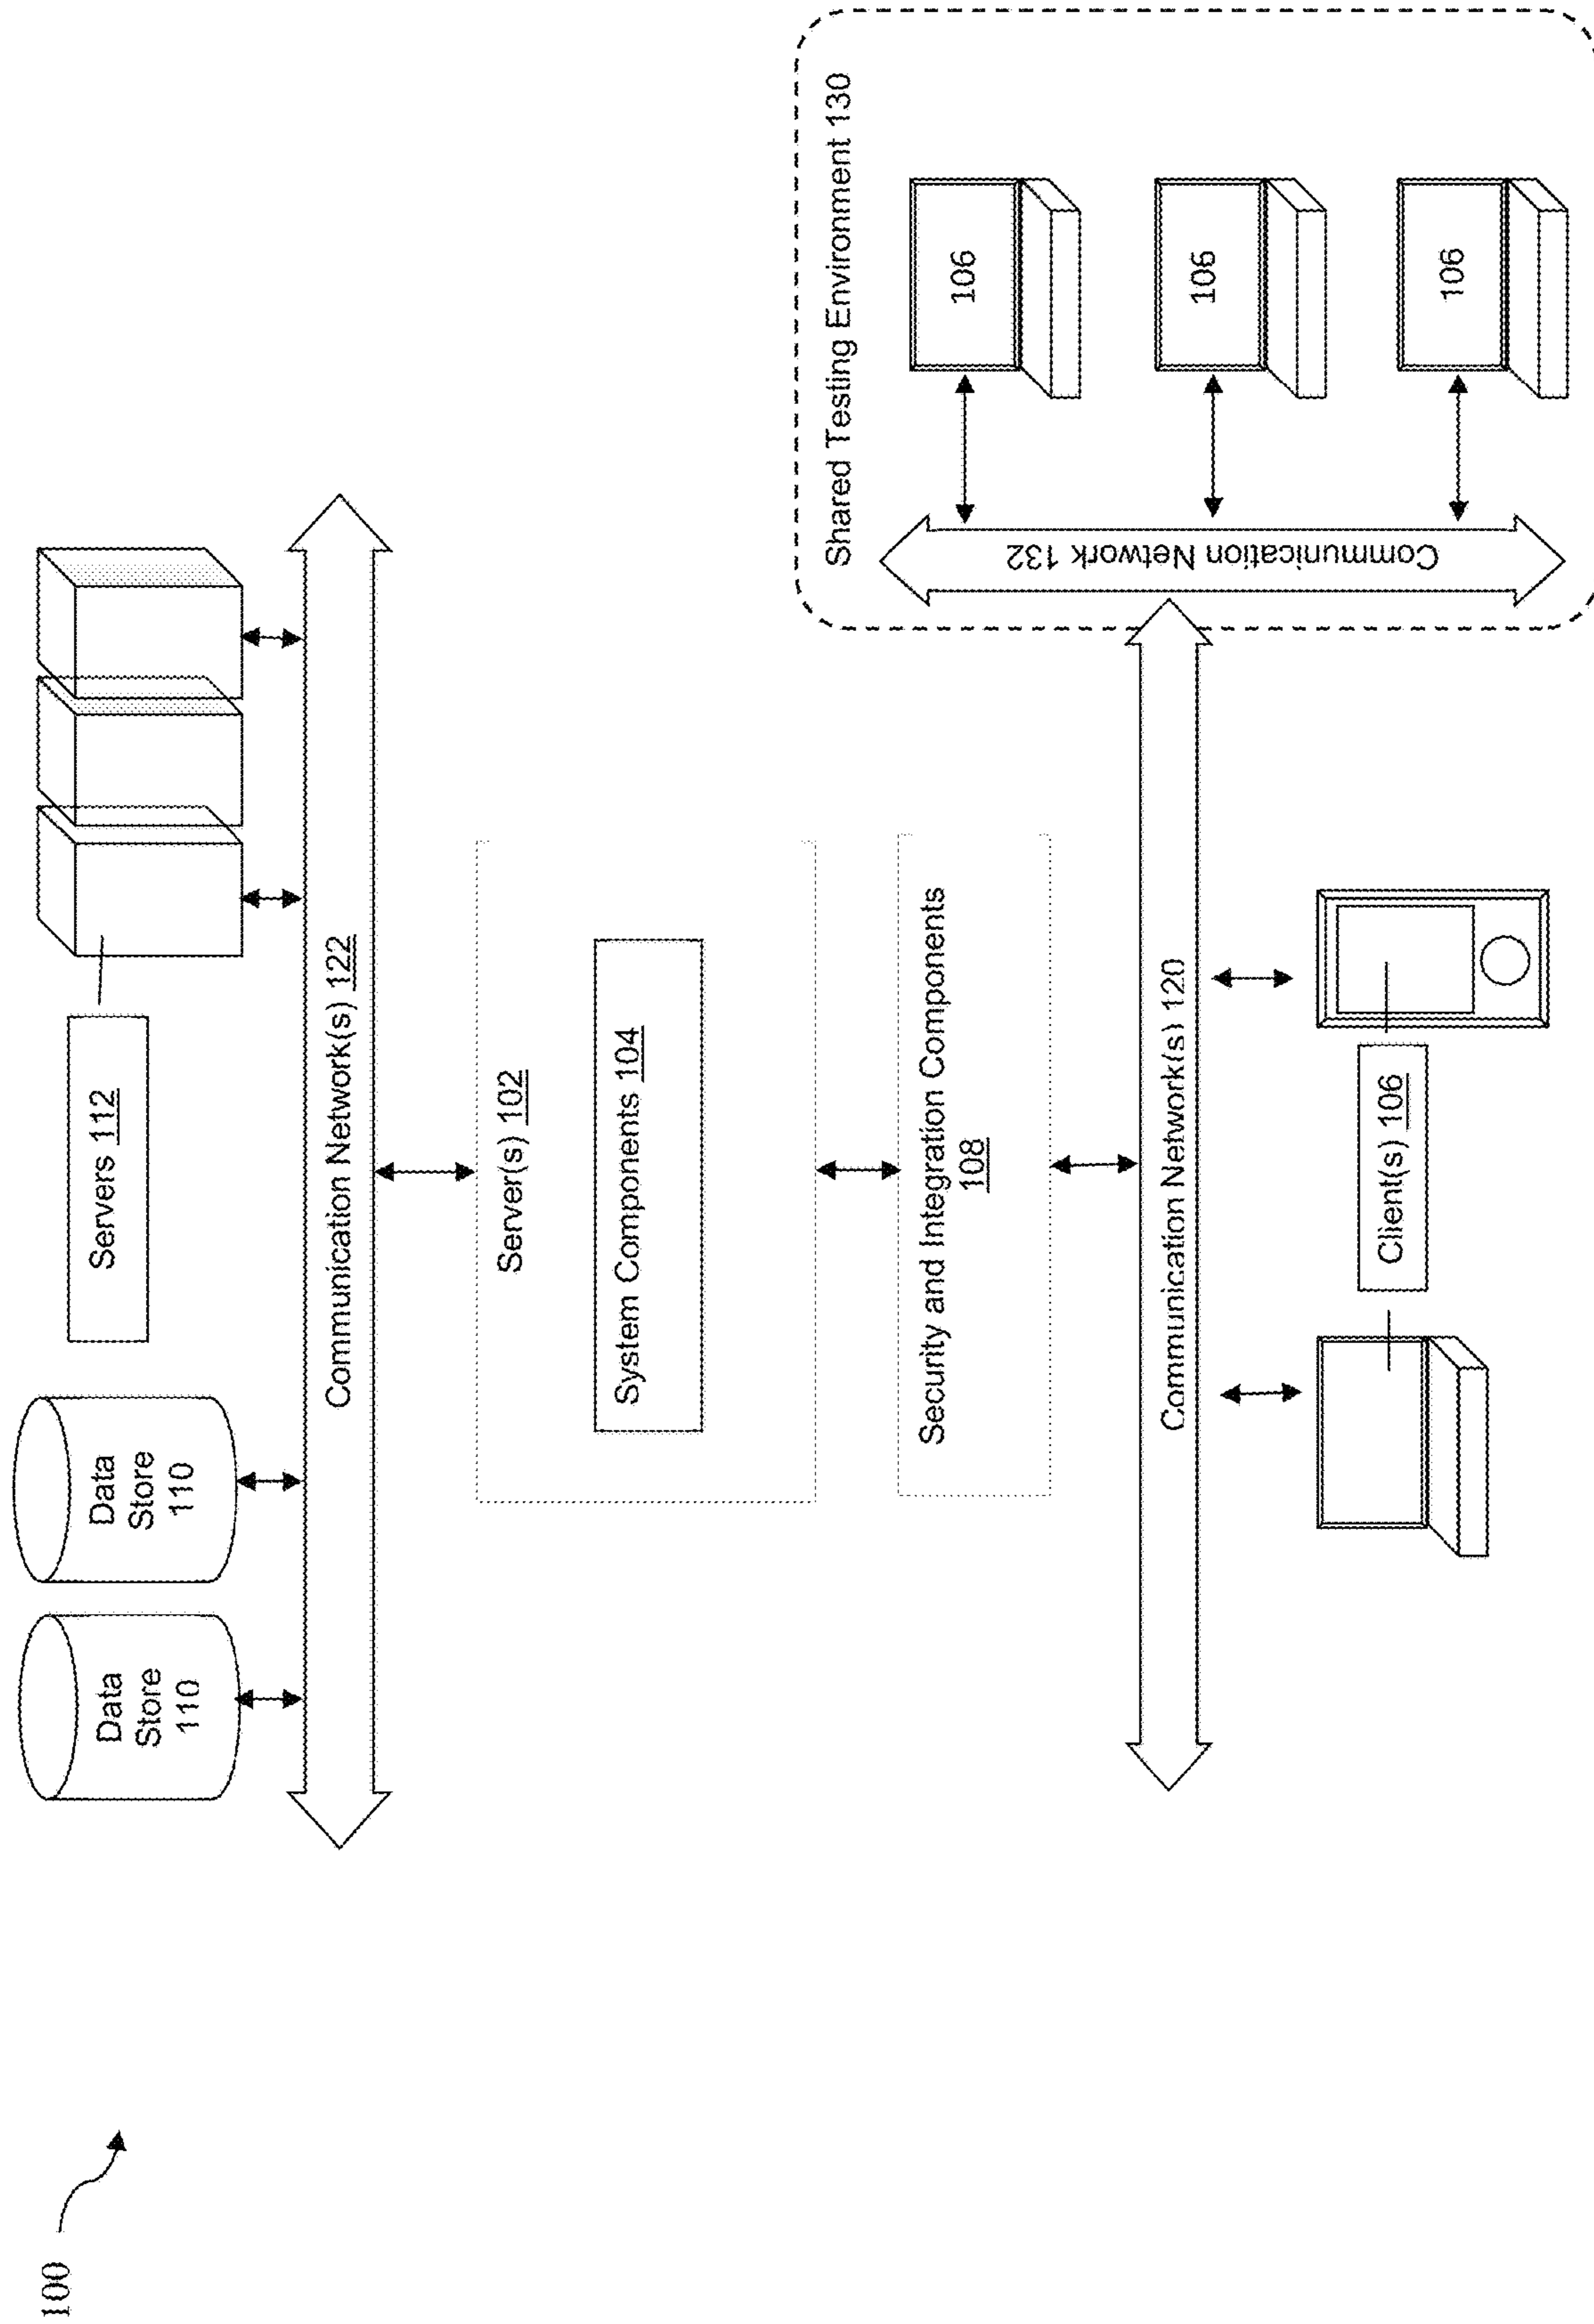 100
Data
Store
110
Data
Store
110
Servers 112
Communication Network(s) 122
Server(s) 102
System Components 104
Security and Integration Components
108
Communication Network(s) 120
Client(s) 106
Shared Testing Environment 130
Communication Network 132
106
106
106